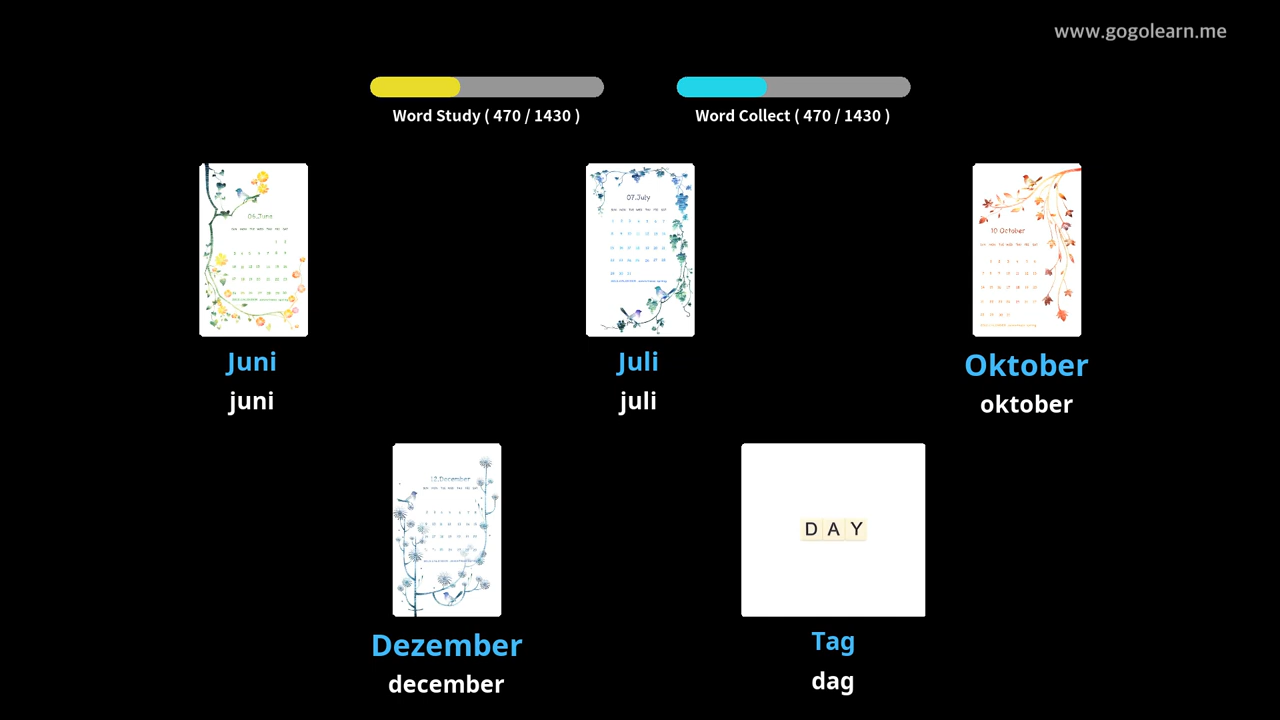 www.gogolearn.me
Word Study ( 470 / 1430 )
Word Collect ( 470 / 1430 )
06.June
07.July
10 October
Juni
Juli
Oktober
juni
juli
oktober
12.December
DAY
Dezember
Tag
december
dag